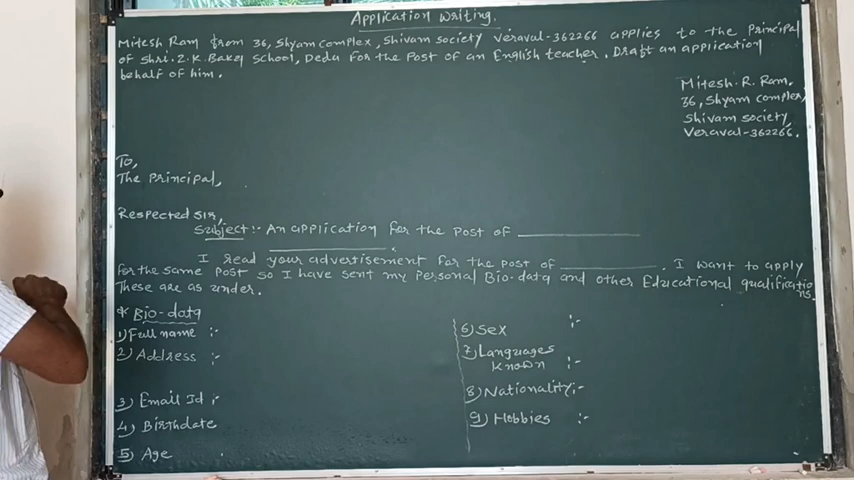 Application Writing.
Mitesh Ram from 36, Shyam complex, Shivam society Veraval-362266 applies to the Principal
of Shri. Z.K. Bakej School, Dedu for the Post of an English teacher. Draft an application
behalf of him.
Mitesh. R. Ram.
36, Shyam complex,
Shivam society,
Veraval-362266.
To,
The Principal,
Respected Sir,
Subject:- An application for the Post of ___________
___________.
I read your advertisement for the post of ___________. I want to apply
for the same Post so I have sent my Personal Bio-data and other Educational qualifications.
These are as under.
* Bio-data
1) Full name :-
2) Address :-
3) Email Id :-
4) Birthdate
5) Age
6) Sex :-
7) Languages
known :-
8) Nationality:-
9) Hobbies :-